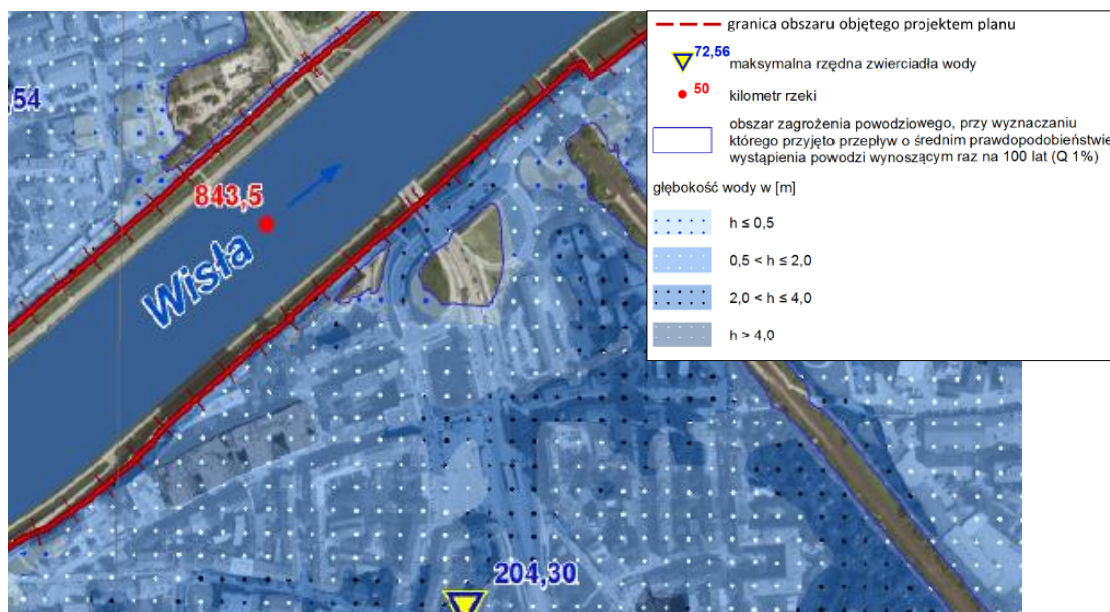 ,54
843,5
Wisła
204,30
granica obszaru objętego projektem planu
72,56
maksymalna rzędna zwierciadła wody
50
kilometr rzeki
obszar zagrożenia powodziowego, przy wyznaczaniu
którego przyjęto przepływ o średnim prawdopodobieństwie
wystąpienia powodzi wynoszącym raz na 100 lat (Q 1%)
głębokość wody w [m]
h ≤ 0,5
0,5 < h ≤ 2,0
2,0 < h ≤ 4,0
h > 4,0